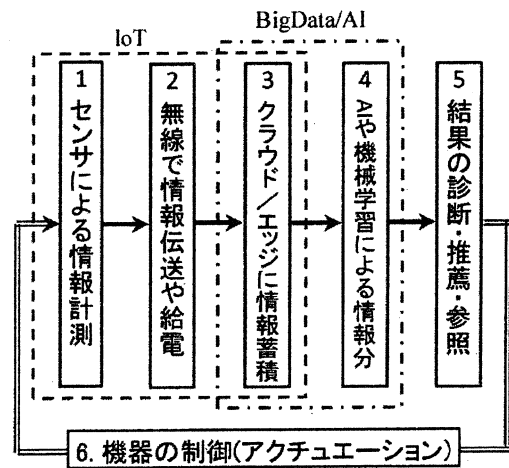 BigData/AI
IoT
1 センサによる情報計測
2 無線で情報伝送や給電
3 クラウド／エッジに情報蓄積
4 AIや機械学習による情報分
5 結果の診断・推薦・参照
6. 機器の制御(アクチュエーション)